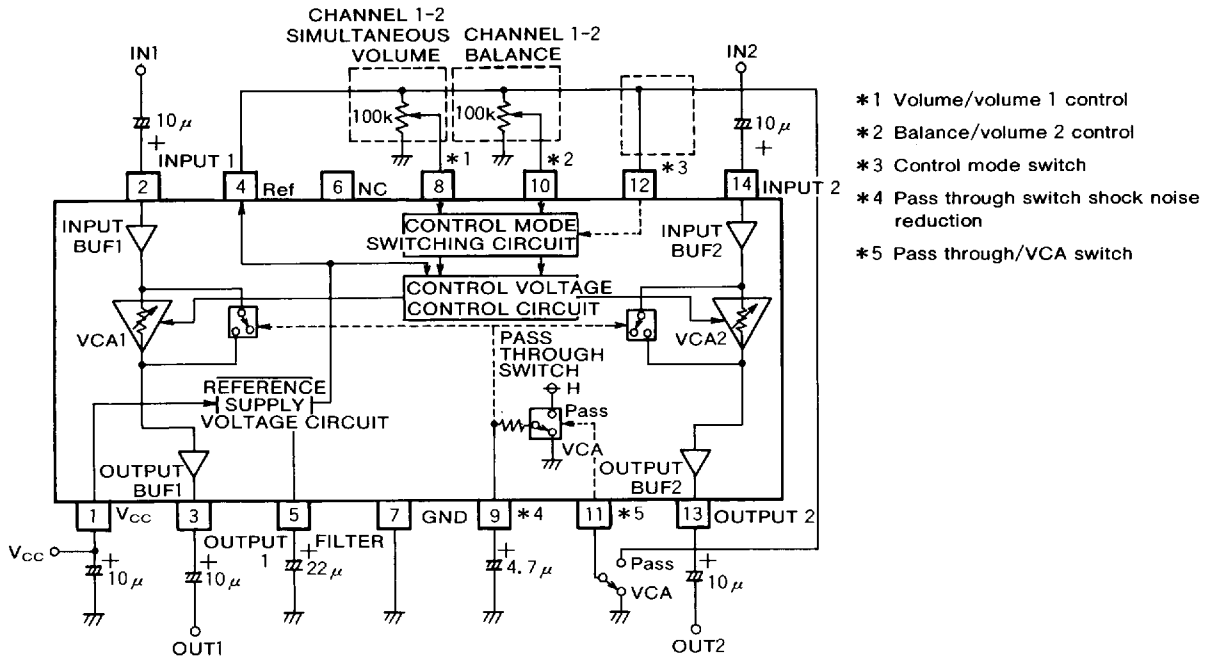 CHANNEL 1-2
SIMULTANEOUS
VOLUME
CHANNEL 1-2
BALANCE
IN1
IN2
10μ
+
100k
100k
10μ
+
*1
*2
*3
INPUT 1
2
4
Ref
6
NC
8
10
12
14
INPUT 2
INPUT
BUF1
CONTROL MODE
SWITCHING CIRCUIT
INPUT
BUF2
CONTROL VOLTAGE
CONTROL CIRCUIT
VCA1
VCA2
PASS
THROUGH
SWITCH
H
Pass
VCA
REFERENCE
SUPPLY
VOLTAGE CIRCUIT
OUTPUT
BUF1
OUTPUT
BUF2
1
VCC
3
5
7
GND
9
*4
11
*5
13
OUTPUT 2
OUTPUT
1
FILTER
VCC
+
10μ
+
10μ
+
22μ
+
4.7μ
Pass
VCA
+
10μ
OUT1
OUT2
*1 Volume/volume 1 control
*2 Balance/volume 2 control
*3 Control mode switch
*4 Pass through switch shock noise
reduction
*5 Pass through/VCA switch